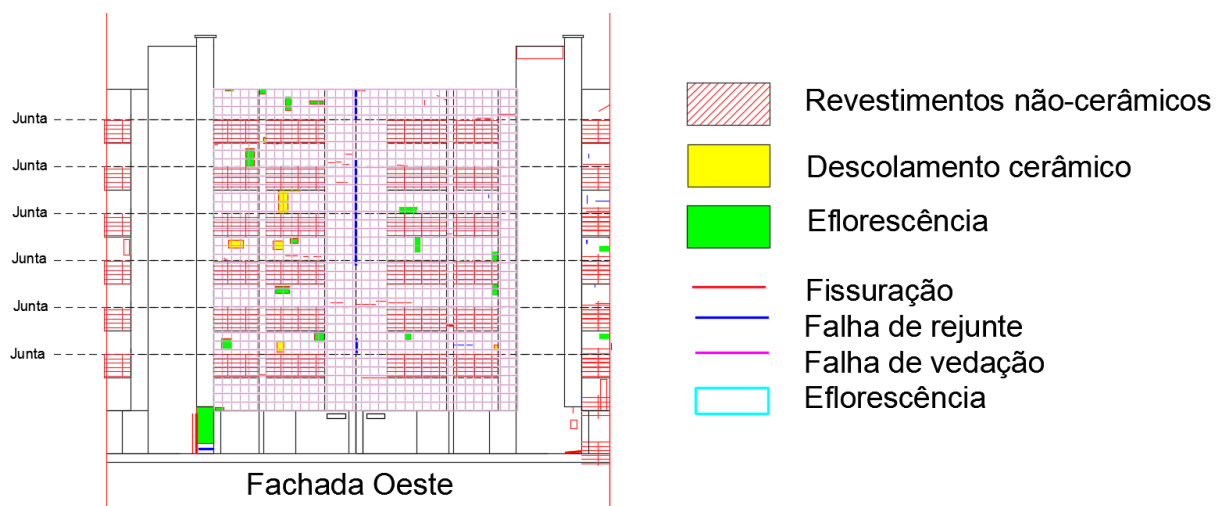 Junta
Junta
Junta
Junta
Junta
Junta
Fachada Oeste
Revestimentos não-cerâmicos
Descolamento cerâmico
Eflorescência
Fissuração
Falha de rejunte
Falha de vedação
Eflorescência